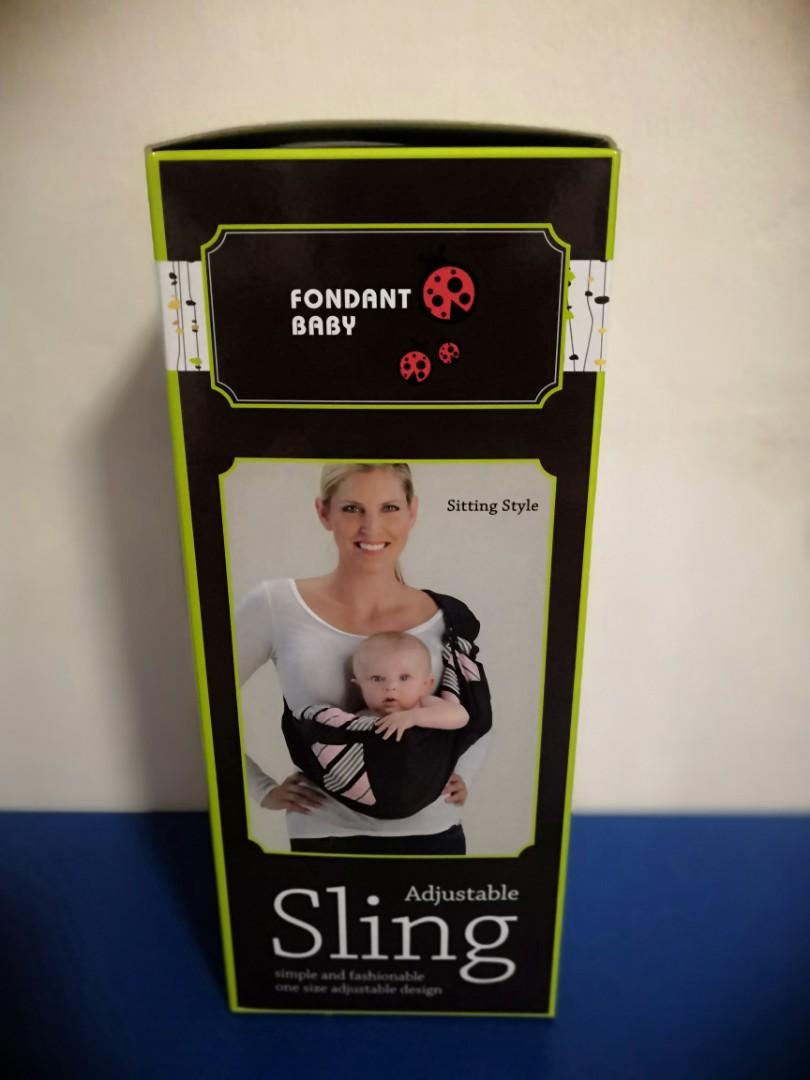 FONDANT
BABY
Sitting Style
Adjustable
Sling
simple and fashionable
one size adjustable design